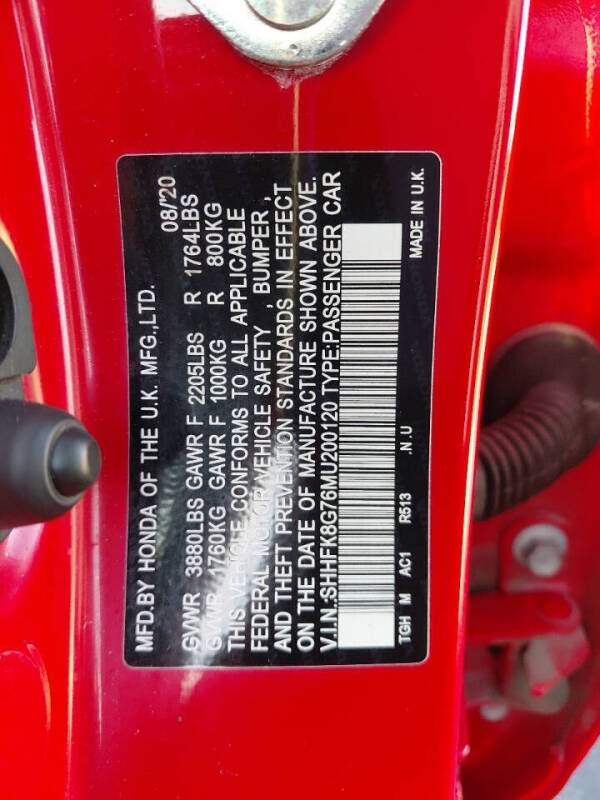 MFD.BY HONDA OF THE U.K. MFG.,LTD. 08/'20
GVWR 3880LBS GAWR F 2205LBS R 1764LBS
GVWR 1760KG GAWR F 1000KG R 800KG
THIS VEHICLE CONFORMS TO ALL APPLICABLE
FEDERAL MOTOR VEHICLE SAFETY , BUMPER ,
AND THEFT PREVENTION STANDARDS IN EFFECT
ON THE DATE OF MANUFACTURE SHOWN ABOVE.
V.I.N.:SHHFK8G76MU200120 TYPE:PASSENGER CAR
TGH M AC1 R513 .N.U MADE IN U.K.